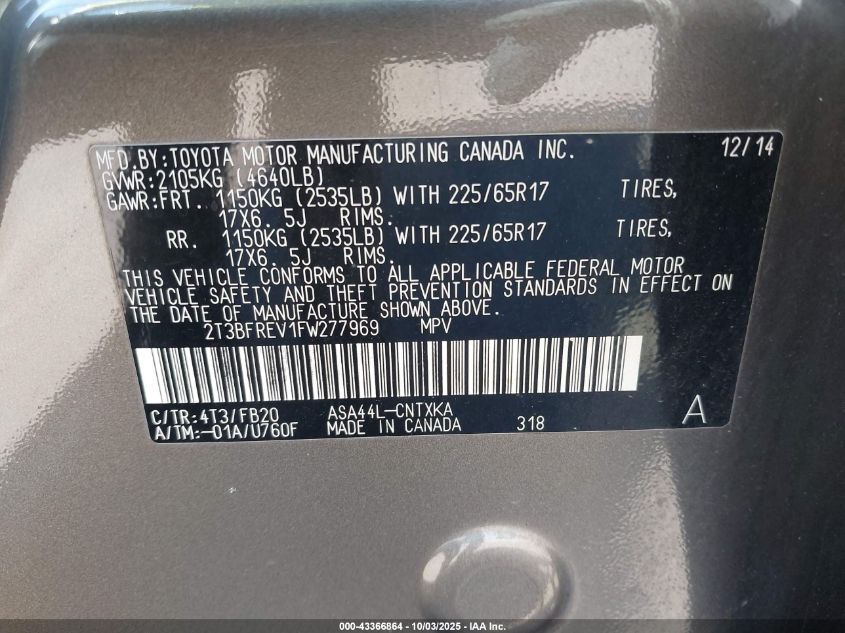 MFD.BY:TOYOTA MOTOR MANUFACTURING CANADA INC. 12/14
GVWR:2105KG (4640LB)
GAWR:FRT. 1150KG (2535LB) WITH 225/65R17 TIRES,
17X6. 5J RIMS.
RR. 1150KG (2535LB) WITH 225/65R17 TIRES,
17X6. 5J RIMS.
THIS VEHICLE CONFORMS TO ALL APPLICABLE FEDERAL MOTOR
VEHICLE SAFETY AND THEFT PREVENTION STANDARDS IN EFFECT ON
THE DATE OF MANUFACTURE SHOWN ABOVE.
2T3BFREV1FW277969 MPV
C/TR:4T3/FB20 ASA44L-CNTXKA
A/TM:-01A/U760F MADE IN CANADA 318 A
000-43366864 - 10/03/2025 - IAA Inc.